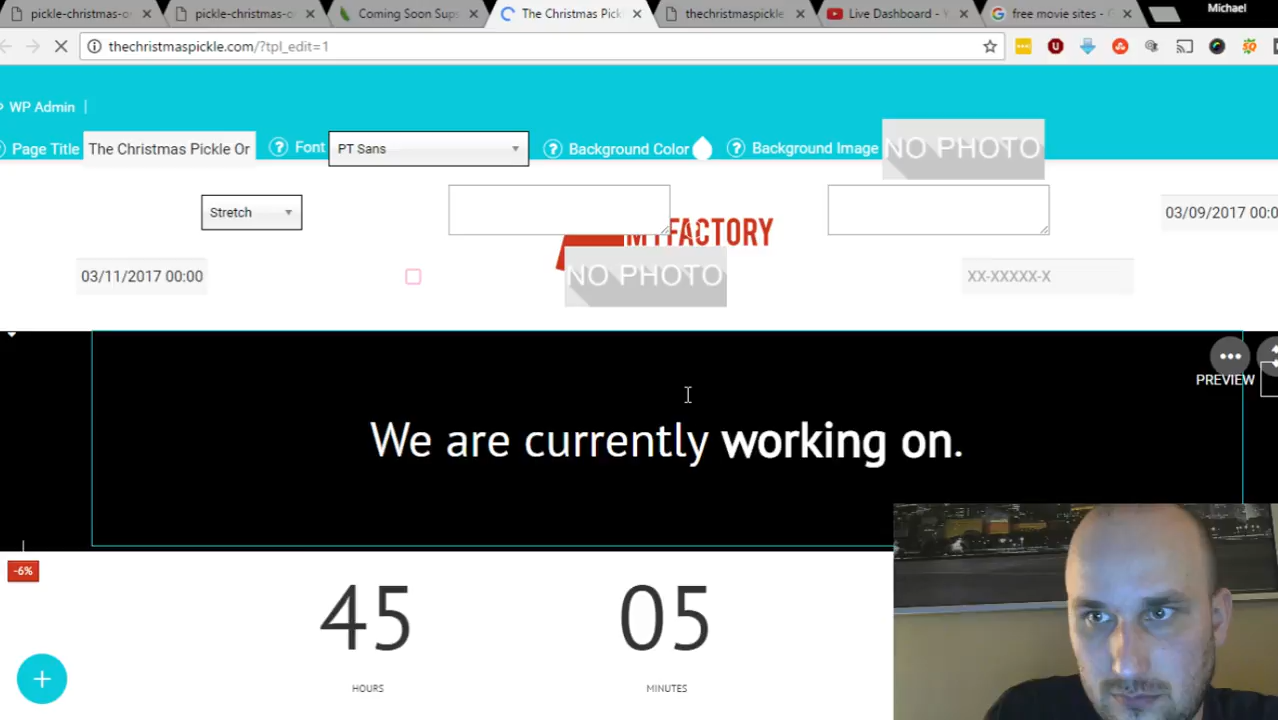 Michael
pickle-christmas-o
pickle-christmas-o
Coming Soon Sup
The Christmas Pick
thechristmaspickle
Live Dashboard - Y
free movie sites - G
thechristmaspickle.com/?tpl_edit=1
WP Admin |
Page Title The Christmas Pickle Or ? Font PT Sans ? Background Color ? Background Image NO PHOTO
Stretch 03/09/2017 00:0
MYFACTORY
03/11/2017 00:00 NO PHOTO XX-XXXXX-X
PREVIEW
We are currently working on.
-6%
45 05
HOURS MINUTES
+